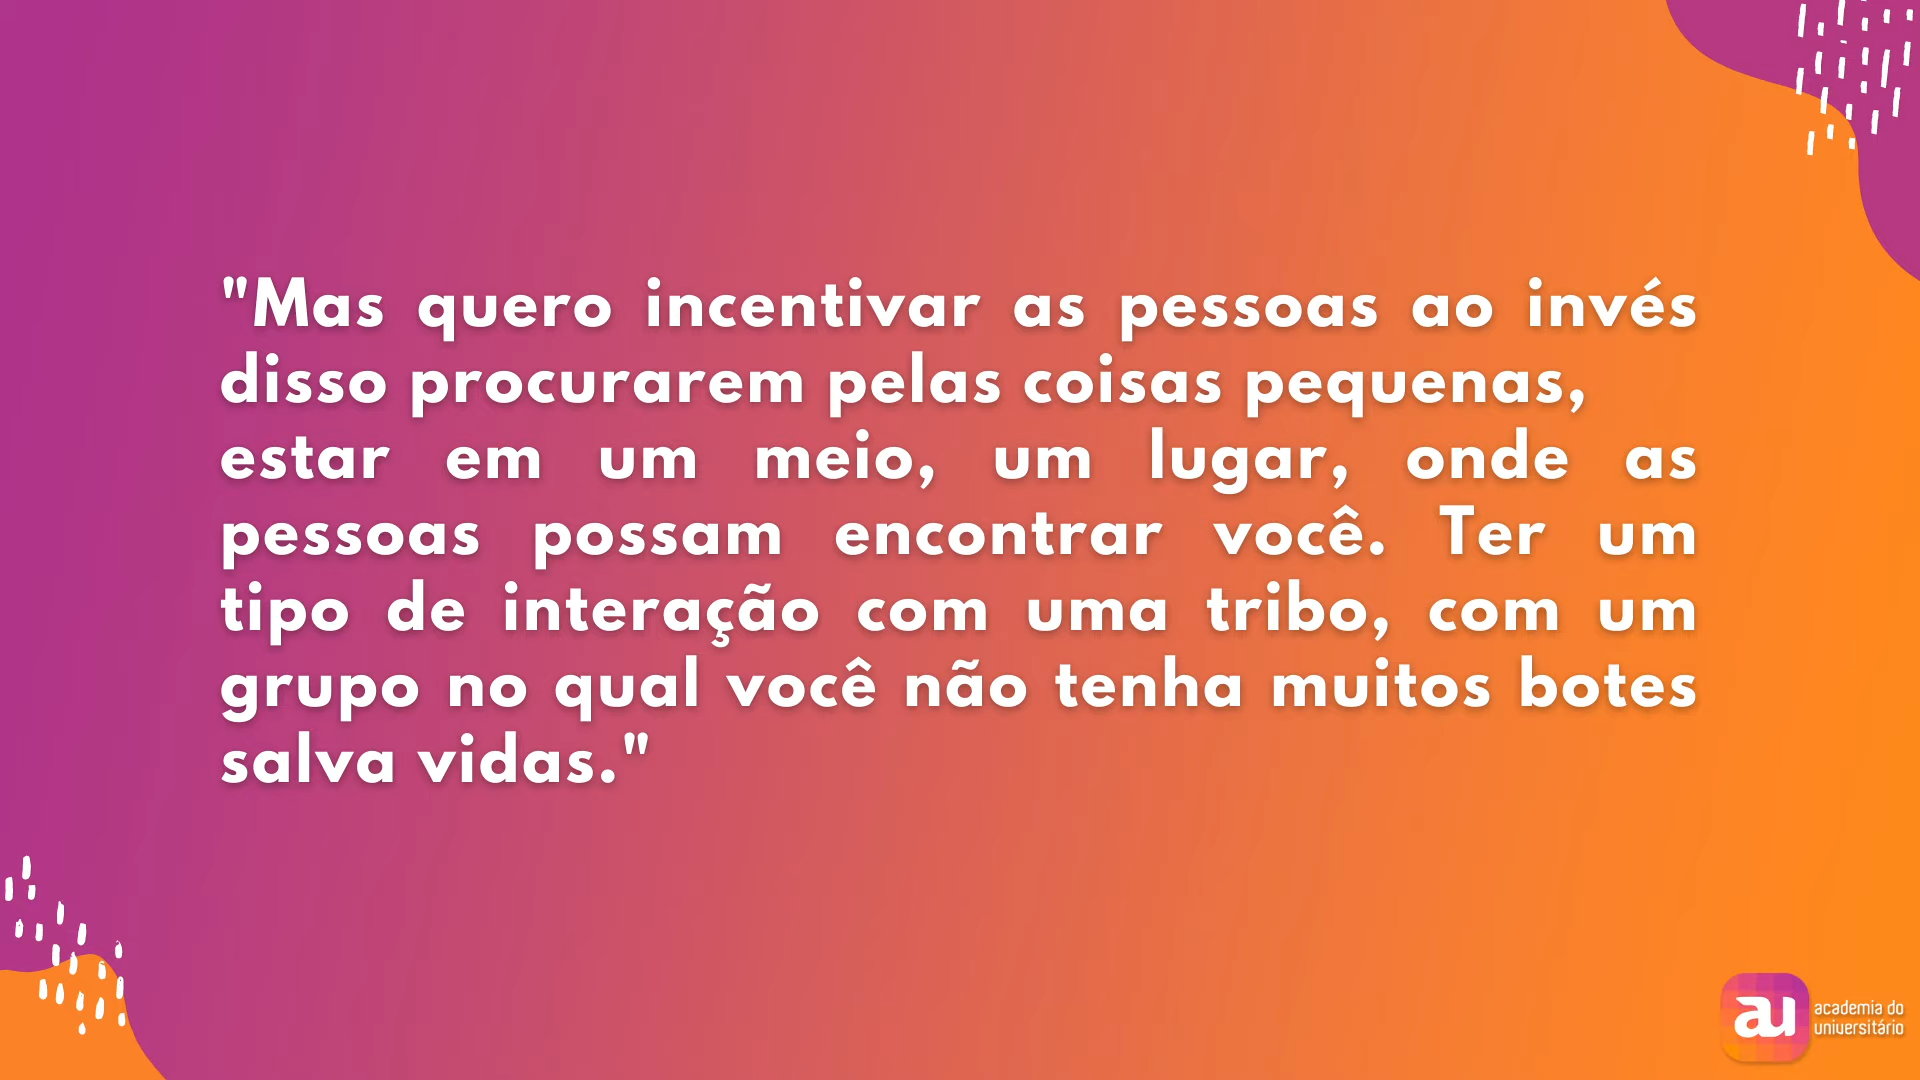 "Mas quero incentivar as pessoas ao invés
disso procurarem pelas coisas pequenas,
estar em um meio, um lugar, onde as
pessoas possam encontrar você. Ter um
tipo de interação com uma tribo, com um
grupo no qual você não tenha muitos botes
salva vidas."
au
academia do
universitário